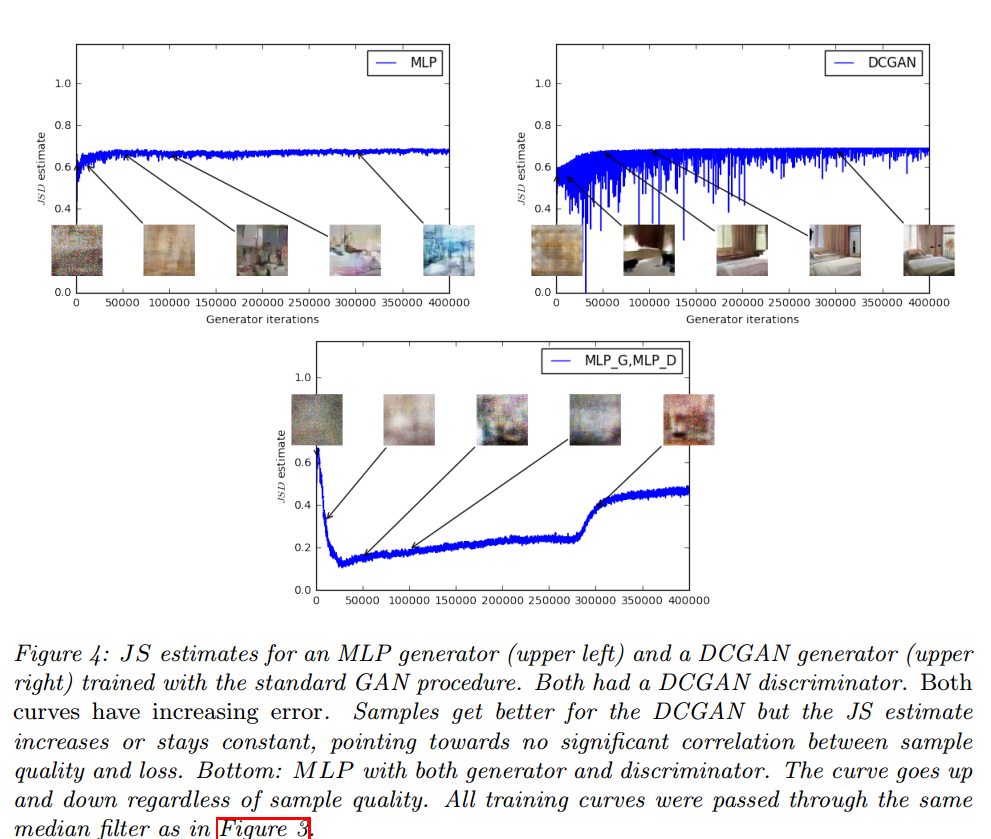 MLP
1.0
0.8
0.6
0.4
0.0
JSD estimate
0 50000 100000 150000 200000 250000 300000 350000 400000
Generator iterations
DCGAN
1.0
0.8
0.6
0.4
0.0
JSD estimate
0 50000 100000 150000 200000 250000 300000 350000 400000
Generator iterations
MLP_G,MLP_D
1.0
0.6
0.4
0.2
0.0
JSD estimate
0 50000 100000 150000 200000 250000 300000 350000 400000
Figure 4: JS estimates for an MLP generator (upper left) and a DCGAN generator (upper
right) trained with the standard GAN procedure. Both had a DCGAN discriminator. Both
curves have increasing error. Samples get better for the DCGAN but the JS estimate
increases or stays constant, pointing towards no significant correlation between sample
quality and loss. Bottom: MLP with both generator and discriminator. The curve goes up
and down regardless of sample quality. All training curves were passed through the same
median filter as in Figure 3.